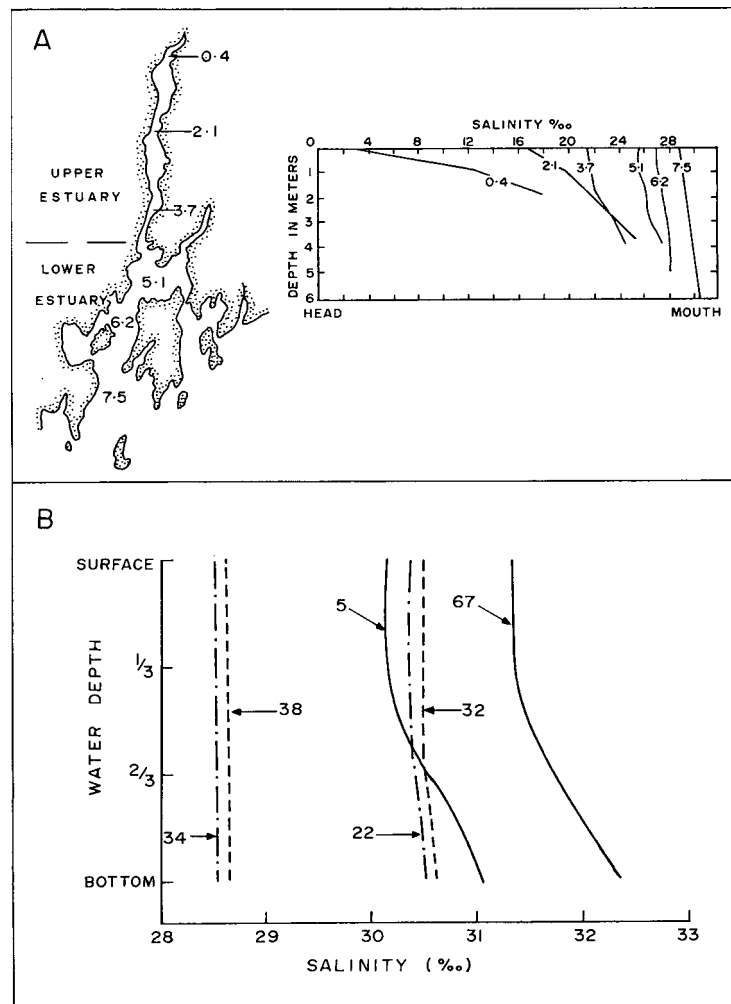 A
0·4
2·1
UPPER
ESTUARY
3·7
LOWER
ESTUARY
5·1
6·2
7·5
SALINITY ‰
0 4 8 12 16 20 24 28
DEPTH IN METERS
1
2
3
4
5
6
0·4
2·1
3·7
5·1
6·2
7·5
HEAD
MOUTH
B
SURFACE
1/3
2/3
BOTTOM
WATER DEPTH
5
67
38
32
34
22
28 29 30 31 32 33
SALINITY (‰)